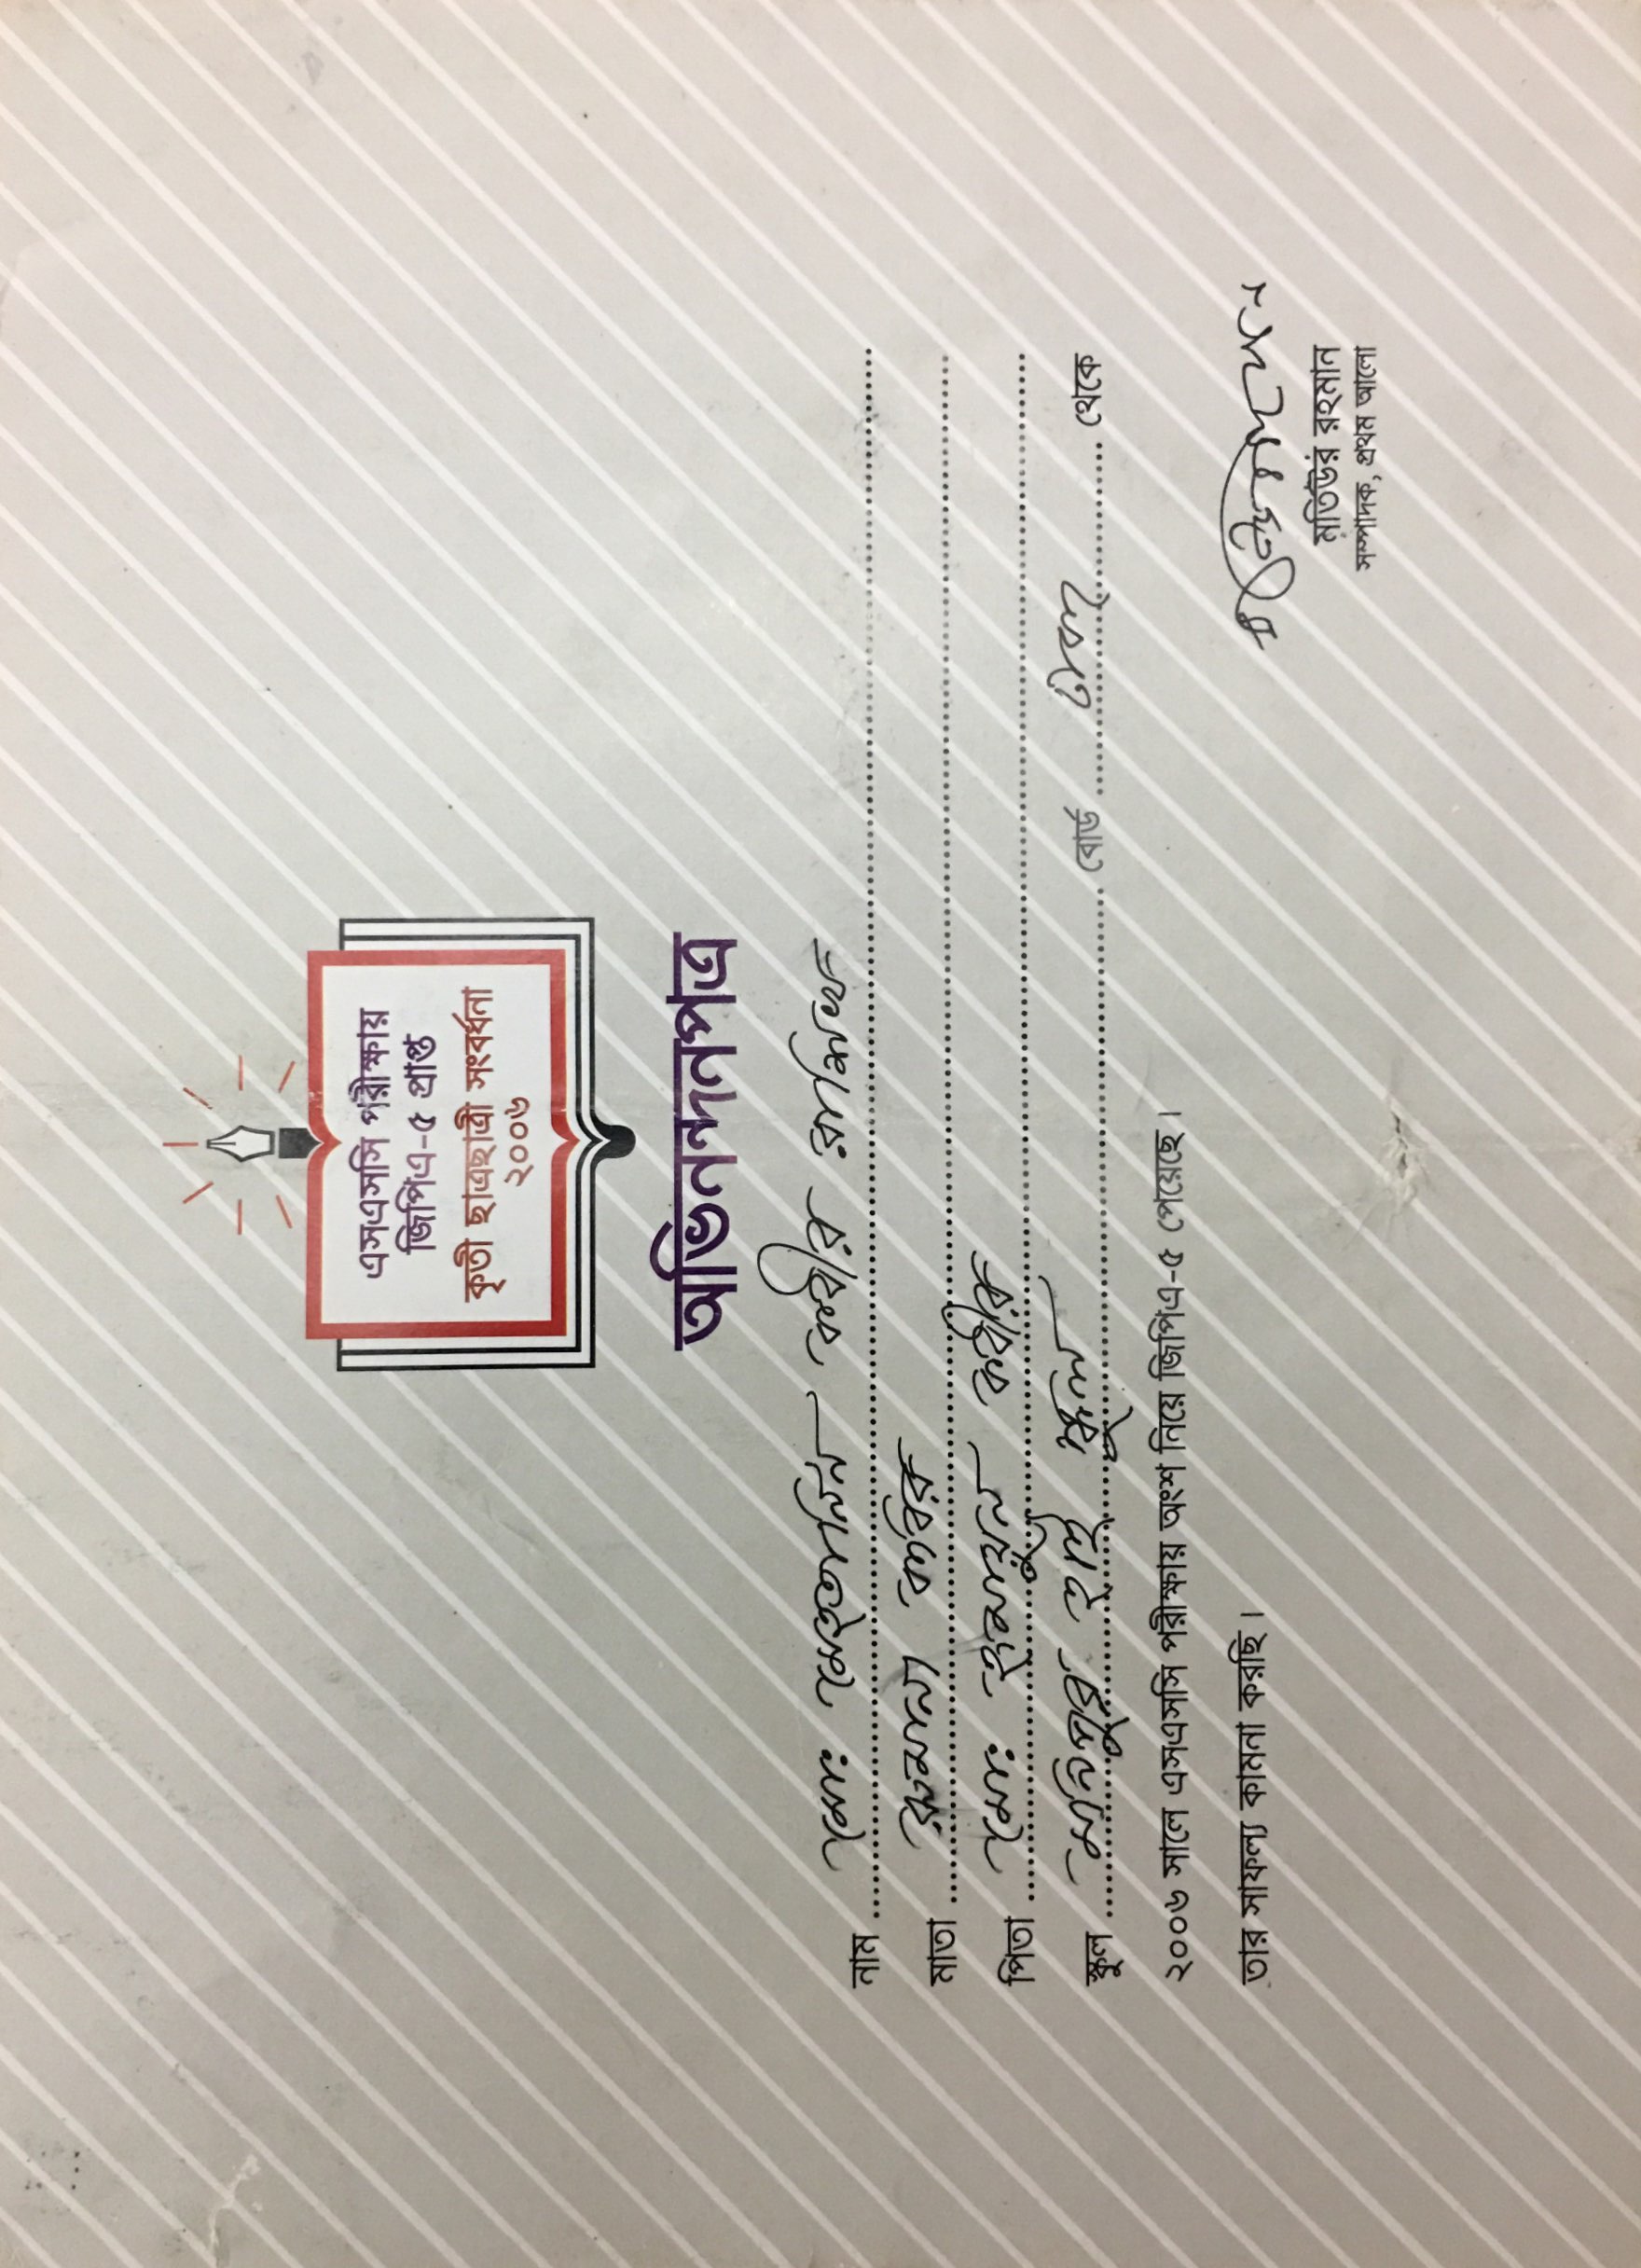 এসএসসি পরীক্ষায়
জিপিএ-৫ প্রাপ্ত
কৃতী ছাত্রছাত্রী সংবর্ধনা
২০০৬
অভিনন্দনপত্র
নাম মোঃ মেহতানিন কবীর রাশিখ
মাতা রুমানা কবির
পিতা মোঃ হুমায়ুন কবীর
স্কুল মনিপুর হাই স্কুল বোর্ড ঢাকা থেকে
২০০৬ সালে এসএসসি পরীক্ষায় অংশ নিয়ে জিপিএ-৫ পেয়েছে।
তার সাফল্য কামনা করছি।
মতিউর রহমান
সম্পাদক, প্রথম আলো